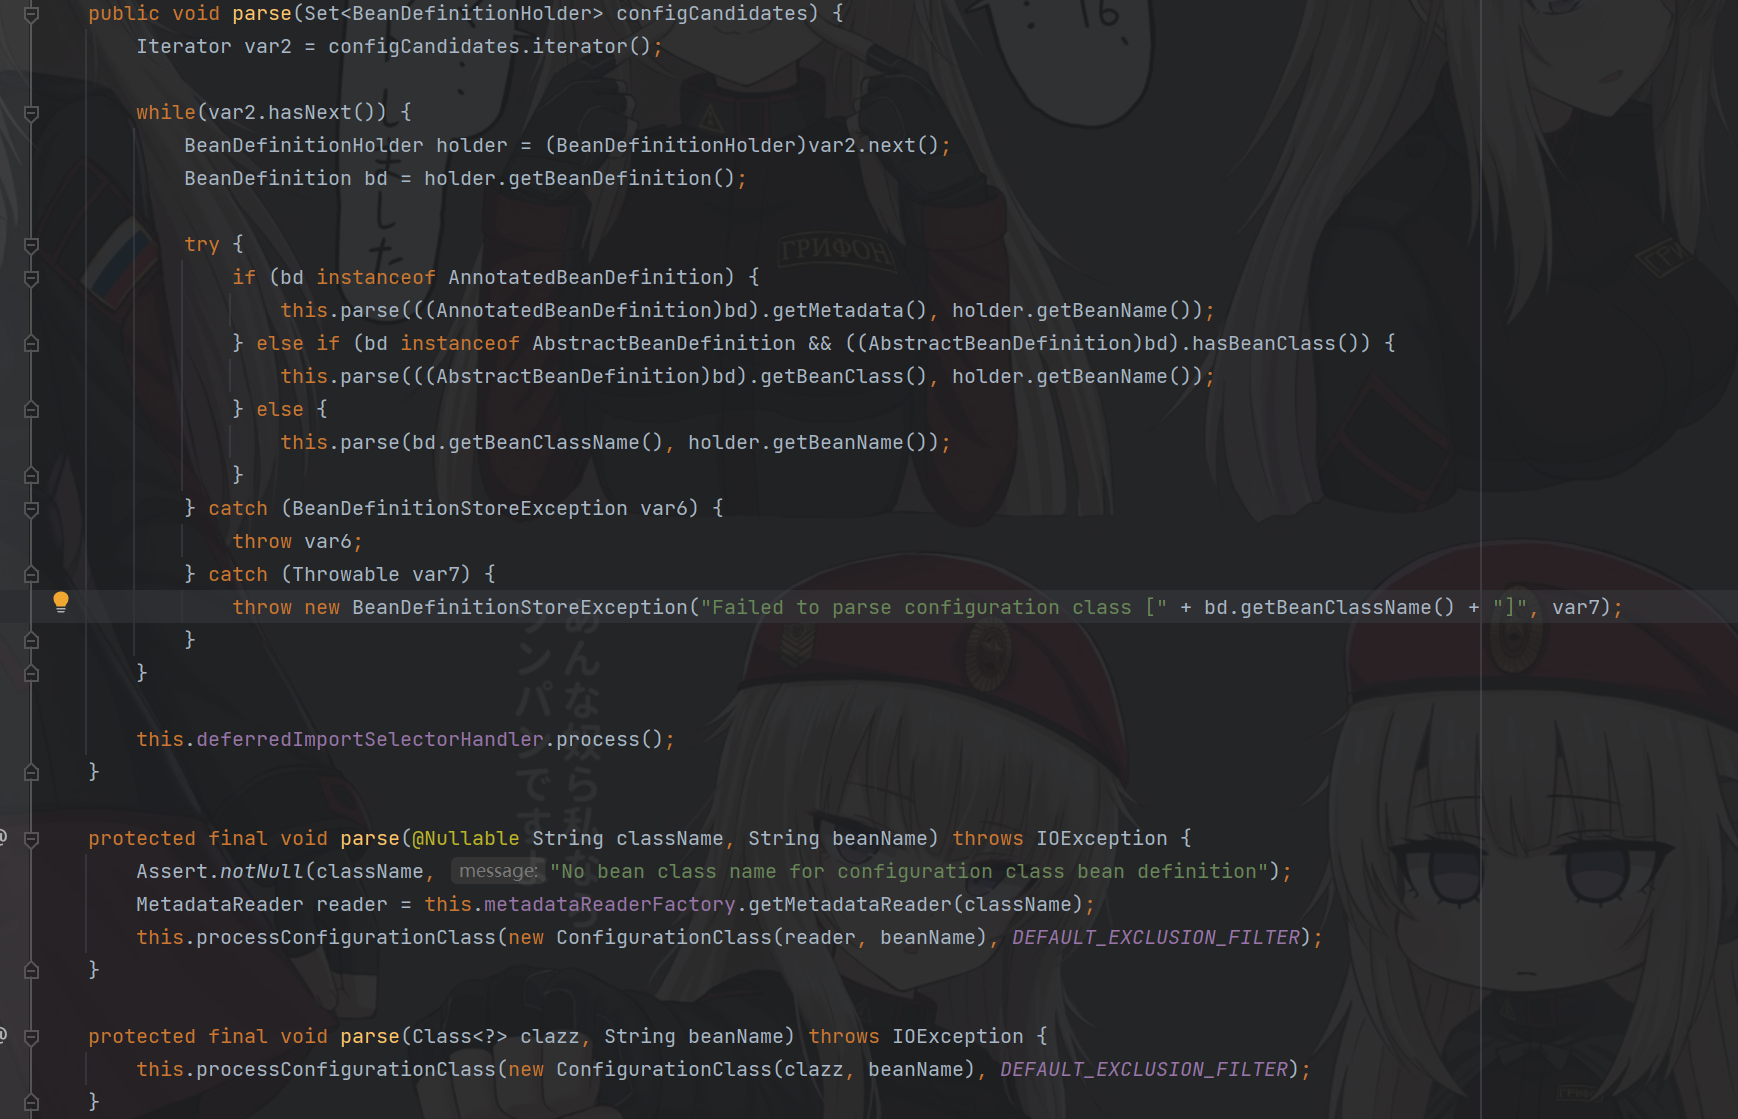 public void parse(Set<BeanDefinitionHolder> configCandidates) {
Iterator var2 = configCandidates.iterator();
while(var2.hasNext()) {
BeanDefinitionHolder holder = (BeanDefinitionHolder)var2.next();
BeanDefinition bd = holder.getBeanDefinition();
try {
if (bd instanceof AnnotatedBeanDefinition) {
this.parse(((AnnotatedBeanDefinition)bd).getMetadata(), holder.getBeanName());
} else if (bd instanceof AbstractBeanDefinition && ((AbstractBeanDefinition)bd).hasBeanClass()) {
this.parse(((AbstractBeanDefinition)bd).getBeanClass(), holder.getBeanName());
} else {
this.parse(bd.getBeanClassName(), holder.getBeanName());
}
} catch (BeanDefinitionStoreException var6) {
throw var6;
} catch (Throwable var7) {
throw new BeanDefinitionStoreException("Failed to parse configuration class [" + bd.getBeanClassName() + "]", var7);
}
}
this.deferredImportSelectorHandler.process();
}
@ protected final void parse(@Nullable String className, String beanName) throws IOException {
Assert.notNull(className, message: "No bean class name for configuration class bean definition");
MetadataReader reader = this.metadataReaderFactory.getMetadataReader(className);
this.processConfigurationClass(new ConfigurationClass(reader, beanName), DEFAULT_EXCLUSION_FILTER);
}
@ protected final void parse(Class<?> clazz, String beanName) throws IOException {
this.processConfigurationClass(new ConfigurationClass(clazz, beanName), DEFAULT_EXCLUSION_FILTER);
}
ГРИФОН